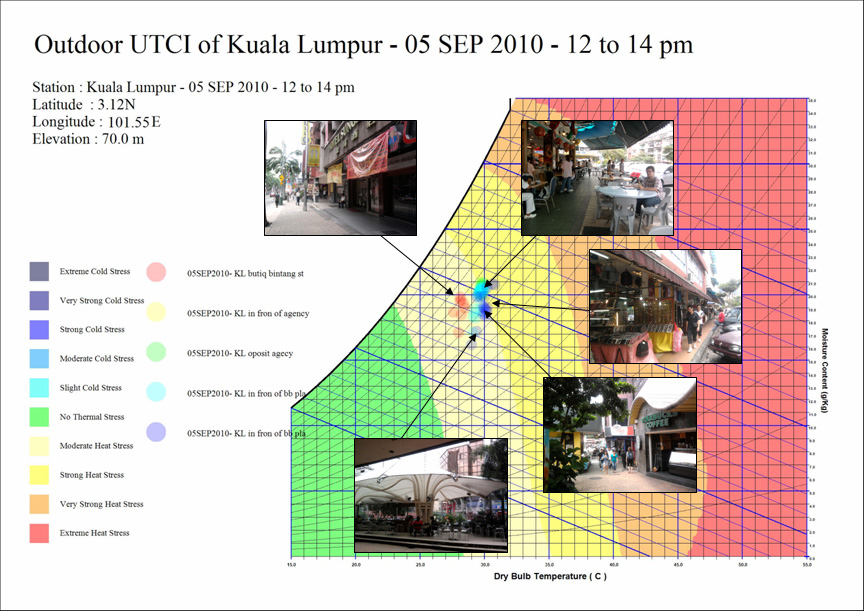 Outdoor UTCI of Kuala Lumpur - 05 SEP 2010 - 12 to 14 pm
Station : Kuala Lumpur - 05 SEP 2010 - 12 to 14 pm
Latitude : 3.12N
Longitude : 101.55E
Elevation : 70.0 m
Extreme Cold Stress
Very Strong Cold Stress
Strong Cold Stress
Moderate Cold Stress
Slight Cold Stress
No Thermal Stress
Moderate Heat Stress
Strong Heat Stress
Very Strong Heat Stress
Extreme Heat Stress
05SEP2010- KL butiq bintang st
05SEP2010- KL in fron of agency
05SEP2010- KL oposit agecy
05SEP2010- KL in fron of bb pla
05SEP2010- KL in fron of bb pla
COFFEE
15.0 20.0 25.0 30.0 35.0 40.0 45.0 50.0 55.0
Dry Bulb Temperature ( C )
Moisture Content (g/Kg)